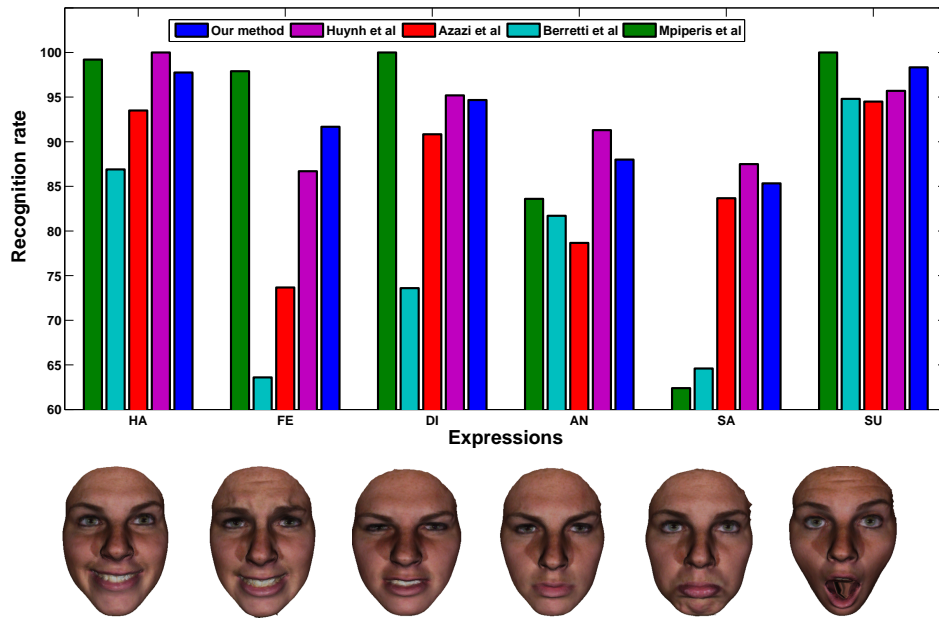 Our method Huynh et al Azazi et al Berretti et al Mpiperis et al
100
95
90
85
80
75
70
65
60
Recognition rate
HA FE DI AN SA SU
Expressions